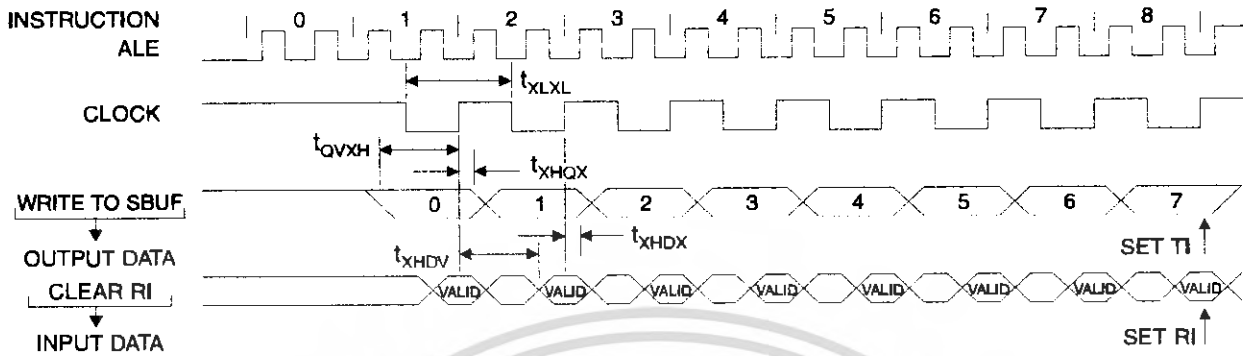 INSTRUCTION 0 1 2 3 4 5 6 7 8
ALE
tXLXL
CLOCK
tQVXH
tXHQX
WRITE TO SBUF
0 1 2 3 4 5 6 7
tXHDV
tXHDX
SET TI
OUTPUT DATA
CLEAR RI
VALID VALID VALID VALID VALID VALID VALID VALID
SET RI
INPUT DATA